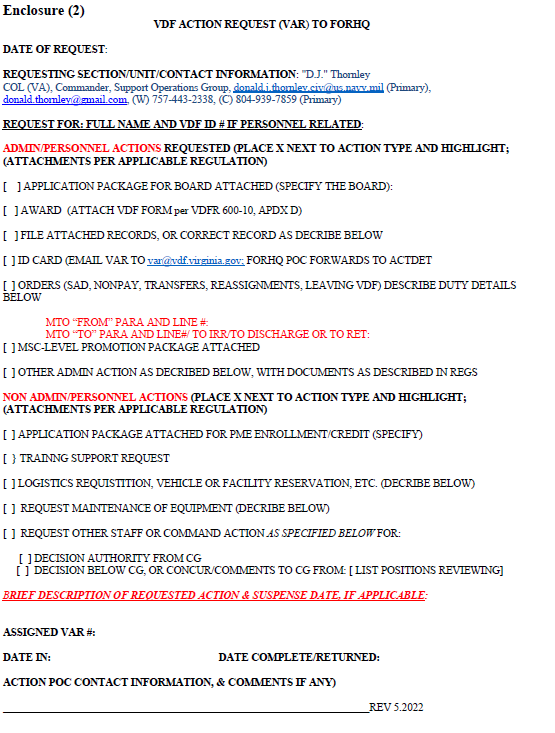 Enclosure (2)
VDF ACTION REQUEST (VAR) TO FORHQ
DATE OF REQUEST:
REQUESTING SECTION/UNIT/CONTACT INFORMATION: "D.J." Thornley
COL (VA), Commander, Support Operations Group, donald.j.thornley.civ@us.navy.mil (Primary),
donald.thornley@gmail.com, (W) 757-443-2338, (C) 804-939-7859 (Primary)
REQUEST FOR: FULL NAME AND VDF ID # IF PERSONNEL RELATED:
ADMIN/PERSONNEL ACTIONS REQUESTED (PLACE X NEXT TO ACTION TYPE AND HIGHLIGHT;
(ATTACHMENTS PER APPLICABLE REGULATION)
[ ] APPLICATION PACKAGE FOR BOARD ATTACHED (SPECIFY THE BOARD):
[ ] AWARD (ATTACH VDF FORM per VDFR 600-10, APDX D)
[ ] FILE ATTACHED RECORDS, OR CORRECT RECORD AS DECRIBE BELOW
[ ] ID CARD (EMAIL VAR TO var@vdf.virginia.gov; FORHQ POC FORWARDS TO ACTDET
[ ] ORDERS (SAD, NONPAY, TRANSFERS, REASSIGNMENTS, LEAVING VDF) DESCRIBE DUTY DETAILS
BELOW
MTO “FROM” PARA AND LINE #:
MTO “TO” PARA AND LINE#/ TO IRR/TO DISCHARGE OR TO RET:
[ ] MSC-LEVEL PROMOTION PACKAGE ATTACHED
[ ] OTHER ADMIN ACTION AS DECRIBED BELOW, WITH DOCUMENTS AS DESCRIBED IN REGS
NON ADMIN/PERSONNEL ACTIONS (PLACE X NEXT TO ACTION TYPE AND HIGHLIGHT;
(ATTACHMENTS PER APPLICABLE REGULATION)
[ ] APPLICATION PACKAGE ATTACHED FOR PME ENROLLMENT/CREDIT (SPECIFY)
[ } TRAINNG SUPPORT REQUEST
[ ] LOGISTICS REQUISTITION, VEHICLE OR FACILITY RESERVATION, ETC. (DECRIBE BELOW)
[ ] REQUEST MAINTENANCE OF EQUIPMENT (DECRIBE BELOW)
[ ] REQUEST OTHER STAFF OR COMMAND ACTION AS SPECIFIED BELOW FOR:
[ ] DECISION AUTHORITY FROM CG
[ ] DECISION BELOW CG, OR CONCUR/COMMENTS TO CG FROM: [ LIST POSITIONS REVIEWING]
BRIEF DESCRIPTION OF REQUESTED ACTION & SUSPENSE DATE, IF APPLICABLE:
ASSIGNED VAR #:
DATE IN: DATE COMPLETE/RETURNED:
ACTION POC CONTACT INFORMATION, & COMMENTS IF ANY)
REV 5.2022